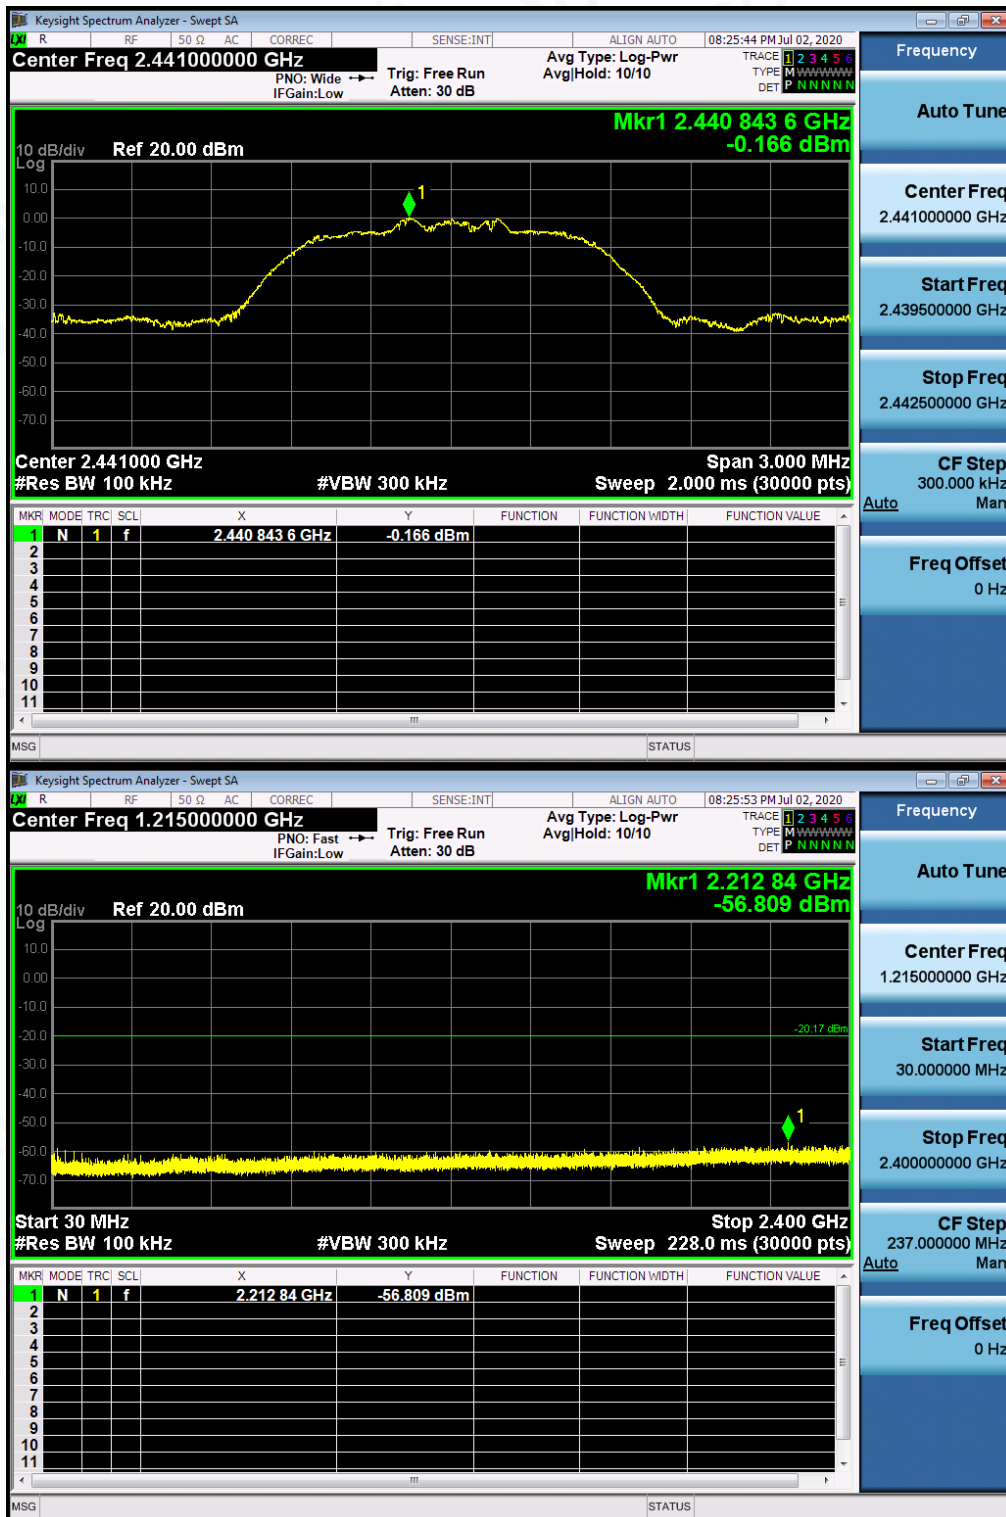 Keysight Spectrum Analyzer - Swept SA
LXI R RF 50 Ω AC CORREC SENSE:INT ALIGN AUTO 08:25:44 PM Jul 02, 2020
Center Freq 2.441000000 GHz
PNO: Wide
IFGain:Low
Trig: Free Run
Atten: 30 dB
Avg Type: Log-Pwr
Avg|Hold: 10/10
TRACE 1 2 3 4 5 6
TYPE M WWWWW
DET P N N N N N
Mkr1 2.440 843 6 GHz
-0.166 dBm
10 dB/div Ref 20.00 dBm
Log
10.0
1
0.00
-10.0
-20.0
-30.0
-40.0
-50.0
-60.0
-70.0
Center 2.441000 GHz Span 3.000 MHz
#Res BW 100 kHz #VBW 300 kHz Sweep 2.000 ms (30000 pts)
MKR MODE TRC SCL X Y FUNCTION FUNCTION WIDTH FUNCTION VALUE
1 N 1 f 2.440 843 6 GHz -0.166 dBm
2
3
4
5
6
7
8
9
10
11
MSG STATUS
Frequency
Auto Tune
Center Freq
2.441000000 GHz
Start Freq
2.439500000 GHz
Stop Freq
2.442500000 GHz
CF Step
300.000 kHz
Auto Man
Freq Offset
0 Hz
Keysight Spectrum Analyzer - Swept SA
LXI R RF 50 Ω AC CORREC SENSE:INT ALIGN AUTO 08:25:53 PM Jul 02, 2020
Center Freq 1.215000000 GHz
PNO: Fast
IFGain:Low
Trig: Free Run
Atten: 30 dB
Avg Type: Log-Pwr
Avg|Hold: 10/10
TRACE 1 2 3 4 5 6
TYPE M WWWWW
DET P N N N N N
Mkr1 2.212 84 GHz
-56.809 dBm
10 dB/div Ref 20.00 dBm
Log
10.0
0.00
-10.0
-20.0
-20.17 dBm
-30.0
-40.0
-50.0
1
-60.0
-70.0
Start 30 MHz Stop 2.400 GHz
#Res BW 100 kHz #VBW 300 kHz Sweep 228.0 ms (30000 pts)
MKR MODE TRC SCL X Y FUNCTION FUNCTION WIDTH FUNCTION VALUE
1 N 1 f 2.212 84 GHz -56.809 dBm
2
3
4
5
6
7
8
9
10
11
MSG STATUS
Frequency
Auto Tune
Center Freq
1.215000000 GHz
Start Freq
30.000000 MHz
Stop Freq
2.400000000 GHz
CF Step
237.000000 MHz
Auto Man
Freq Offset
0 Hz